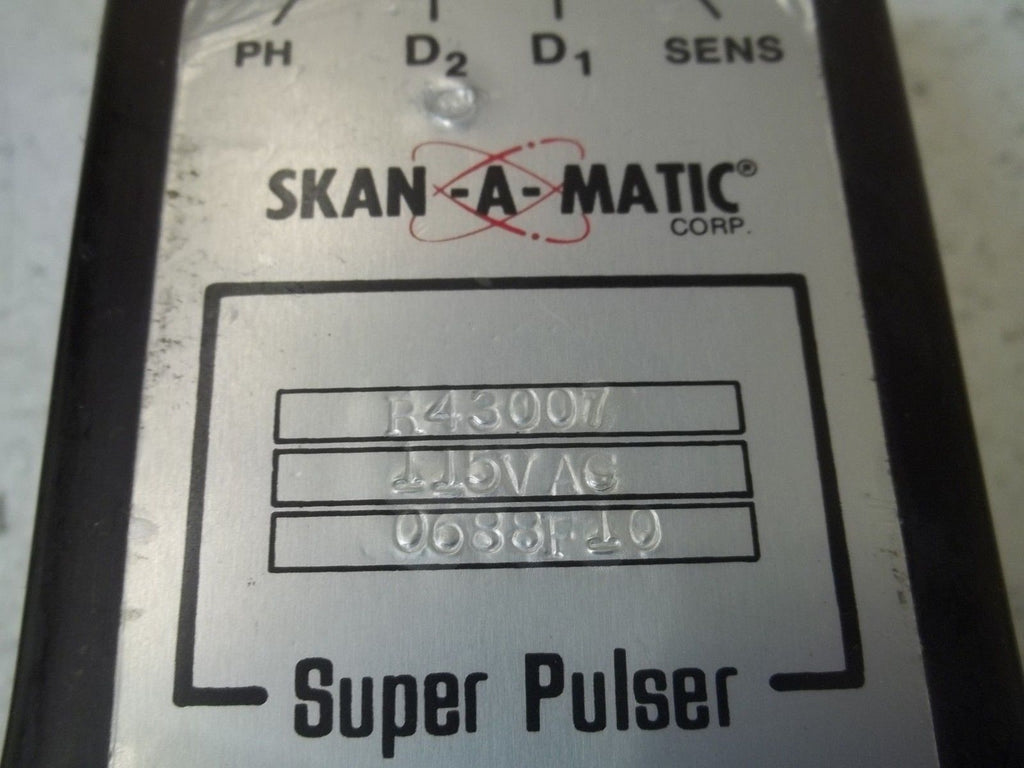 PH D2 D1 SENS
SKAN-A-MATIC®
CORP.
R43007
115VAC
0688F10
Super Pulser